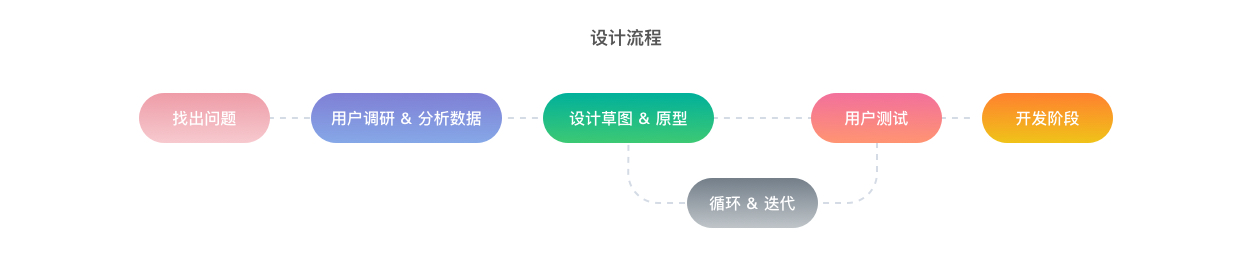 设计流程
找出问题
用户调研 & 分析数据
设计草图 & 原型
用户测试
开发阶段
循环 & 迭代